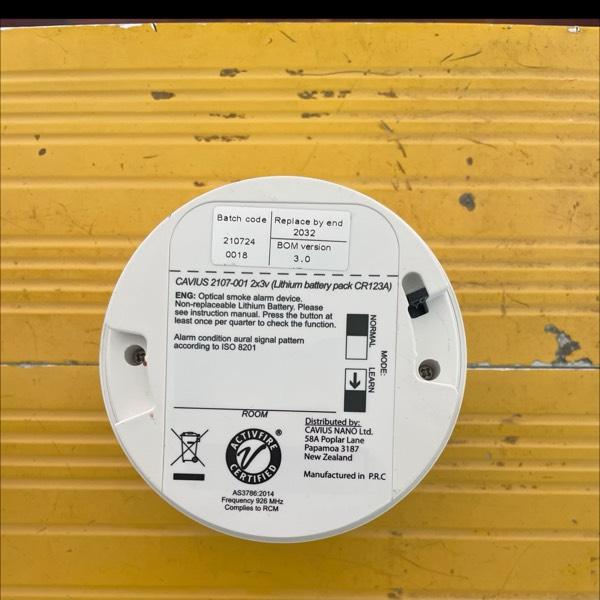 Batch code
210724
0018
Replace by end
2032
BOM version
3.0
CAVIUS 2107-001 2x3v (Lithium battery pack CR123A)
ENG: Optical smoke alarm device.
Non-replaceable Lithium Battery. Please
see instruction manual. Press the button at
least once per quarter to check the function.
Alarm condition aural signal pattern
according to ISO 8201
MODE:
NORMAL
LEARN
ROOM
ACTIVFIRE ®
CERTIFIED
AS3786:2014
Frequency 926 MHz
Complies to RCM
Distributed by:
CAVIUS NANO Ltd.
58A Poplar Lane
Papamoa 3187
New Zealand
Manufactured in P.R.C